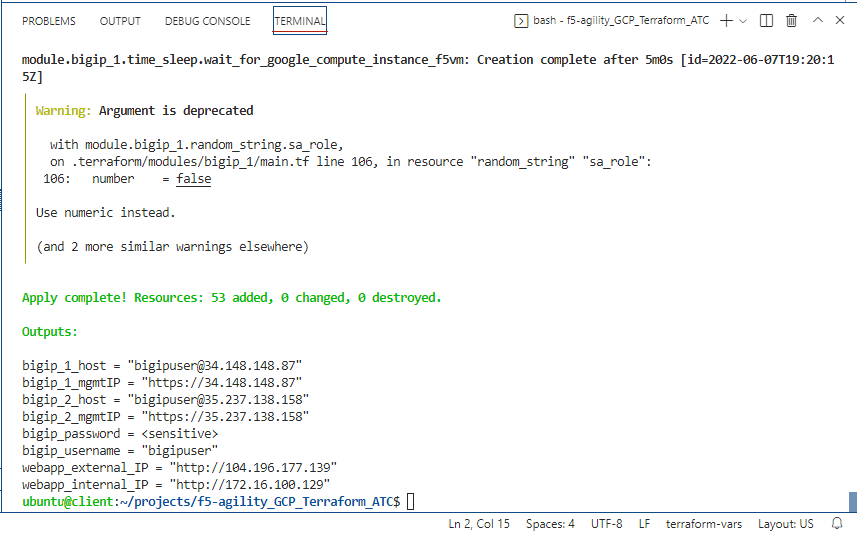 PROBLEMS OUTPUT DEBUG CONSOLE TERMINAL bash - f5-agility_GCP_Terraform_ATC
module.bigip_1.time_sleep.wait_for_google_compute_instance_f5vm: Creation complete after 5m0s [id=2022-06-07T19:20:1
5Z]
Warning: Argument is deprecated
with module.bigip_1.random_string.sa_role,
on .terraform/modules/bigip_1/main.tf line 106, in resource "random_string" "sa_role":
106: number = false
Use numeric instead.
(and 2 more similar warnings elsewhere)
Apply complete! Resources: 53 added, 0 changed, 0 destroyed.
Outputs:
bigip_1_host = "bigipuser@34.148.148.87"
bigip_1_mgmtIP = "https://34.148.148.87"
bigip_2_host = "bigipuser@35.237.138.158"
bigip_2_mgmtIP = "https://35.237.138.158"
bigip_password = <sensitive>
bigip_username = "bigipuser"
webapp_external_IP = "http://104.196.177.139"
webapp_internal_IP = "http://172.16.100.129"
ubuntu@client:~/projects/f5-agility_GCP_Terraform_ATC$
Ln 2, Col 15 Spaces: 4 UTF-8 LF terraform-vars Layout: US